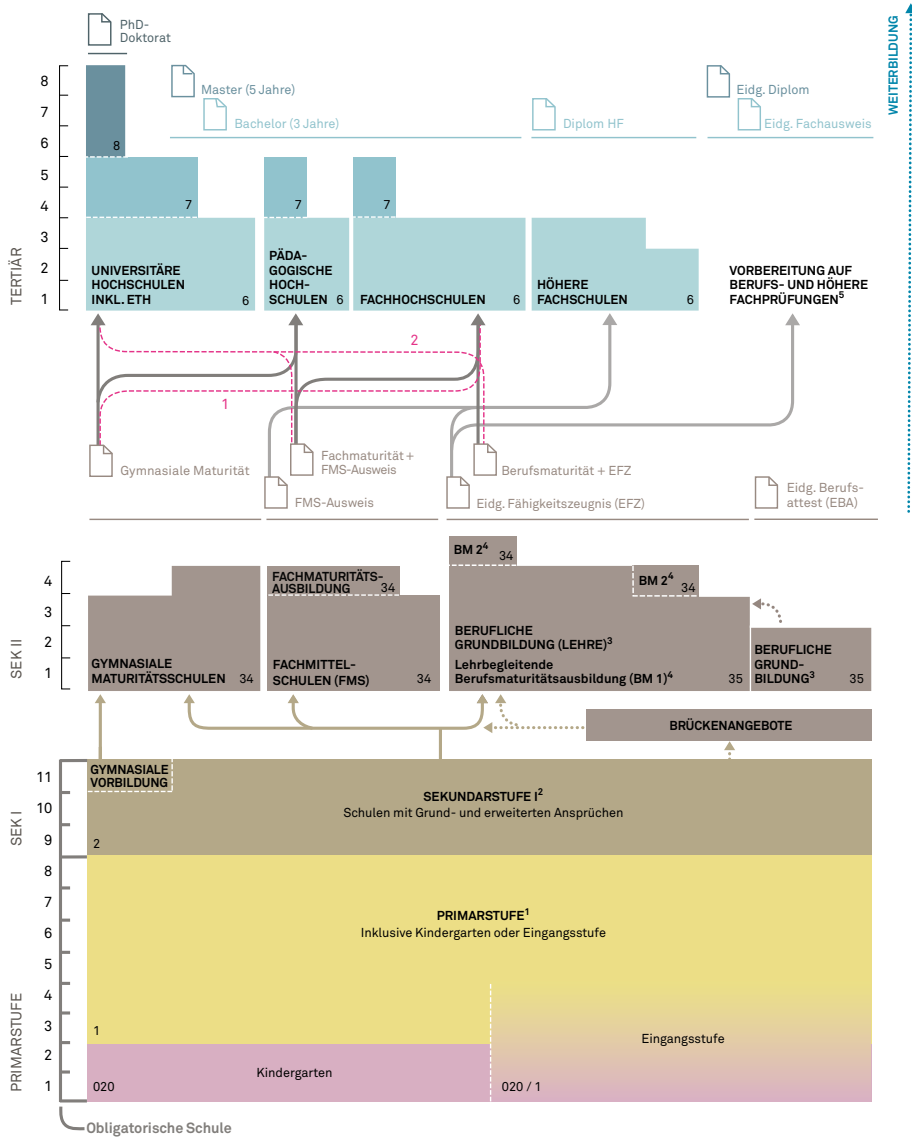 PhD-
Doktorat
WEITERBILDUNG
8
7
6
5
4
3
2
1
TERTIÄR
Master (5 Jahre)
Bachelor (3 Jahre)
Diplom HF
Eidg. Diplom
Eidg. Fachausweis
8
7
7
7
UNIVERSITÄRE
HOCHSCHULEN
INKL. ETH
6
PÄDA-
GOGISCHE
HOCH-
SCHULEN
6
FACHHOCHSCHULEN
6
HÖHERE
FACHSCHULEN
6
VORBEREITUNG AUF
BERUFS- UND HÖHERE
FACHPRÜFUNGEN⁵
2
1
Gymnasiale Maturität
Fachmaturität +
FMS-Ausweis
FMS-Ausweis
Berufsmaturität + EFZ
Eidg. Fähigkeitszeugnis (EFZ)
Eidg. Berufs-
attest (EBA)
SEK II
4
3
2
1
GYMNASIALE
MATURITÄTSSCHULEN
34
FACHMATURITÄTS-
AUSBILDUNG
34
FACHMITTEL-
SCHULEN (FMS)
34
BM 2⁴
34
BM 2⁴
34
BERUFLICHE
GRUNDBILDUNG (LEHRE)³
Lehrbegleitende
Berufsmaturitätsausbildung (BM 1)⁴
35
BERUFLICHE
GRUND-
BILDUNG³
35
BRÜCKENANGEBOTE
SEK I
11
10
9
GYMNASIALE
VORBILDUNG
SEKUNDARSTUFE I²
Schulen mit Grund- und erweiterten Ansprüchen
2
PRIMARSTUFE
8
7
6
5
4
3
2
1
PRIMARSTUFE¹
Inklusive Kindergarten oder Eingangsstufe
1
Eingangsstufe
Kindergarten
020
020 / 1
Obligatorische Schule